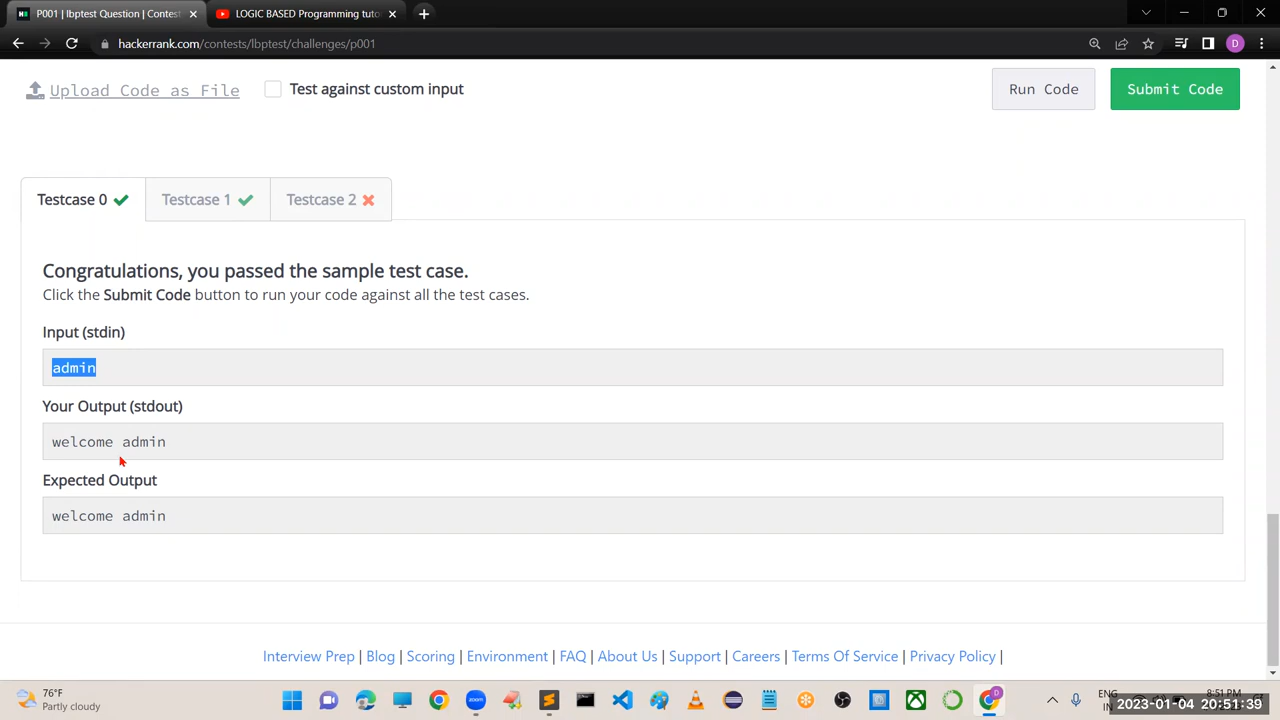 P001 | lbptest Question | Contest
LOGIC BASED Programming tuto
hackerrank.com/contests/lbptest/challenges/p001
D
Upload Code as File
Test against custom input
Run Code
Submit Code
Testcase 0
Testcase 1
Testcase 2
Congratulations, you passed the sample test case.
Click the Submit Code button to run your code against all the test cases.
Input (stdin)
admin
Your Output (stdout)
welcome admin
Expected Output
welcome admin
Interview Prep | Blog | Scoring | Environment | FAQ | About Us | Support | Careers | Terms Of Service | Privacy Policy |
76°F
Partly cloudy
D
ENG
IN
8:51 PM
2023-01-04 20:51:39